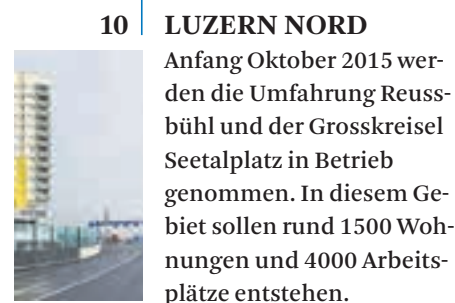 10 LUZERN NORD
Anfang Oktober 2015 wer-
den die Umfahrung Reuss-
bühl und der Grosskreisel
Seetalplatz in Betrieb
genommen. In diesem Ge-
biet sollen rund 1500 Woh-
nungen und 4000 Arbeits-
plätze entstehen.